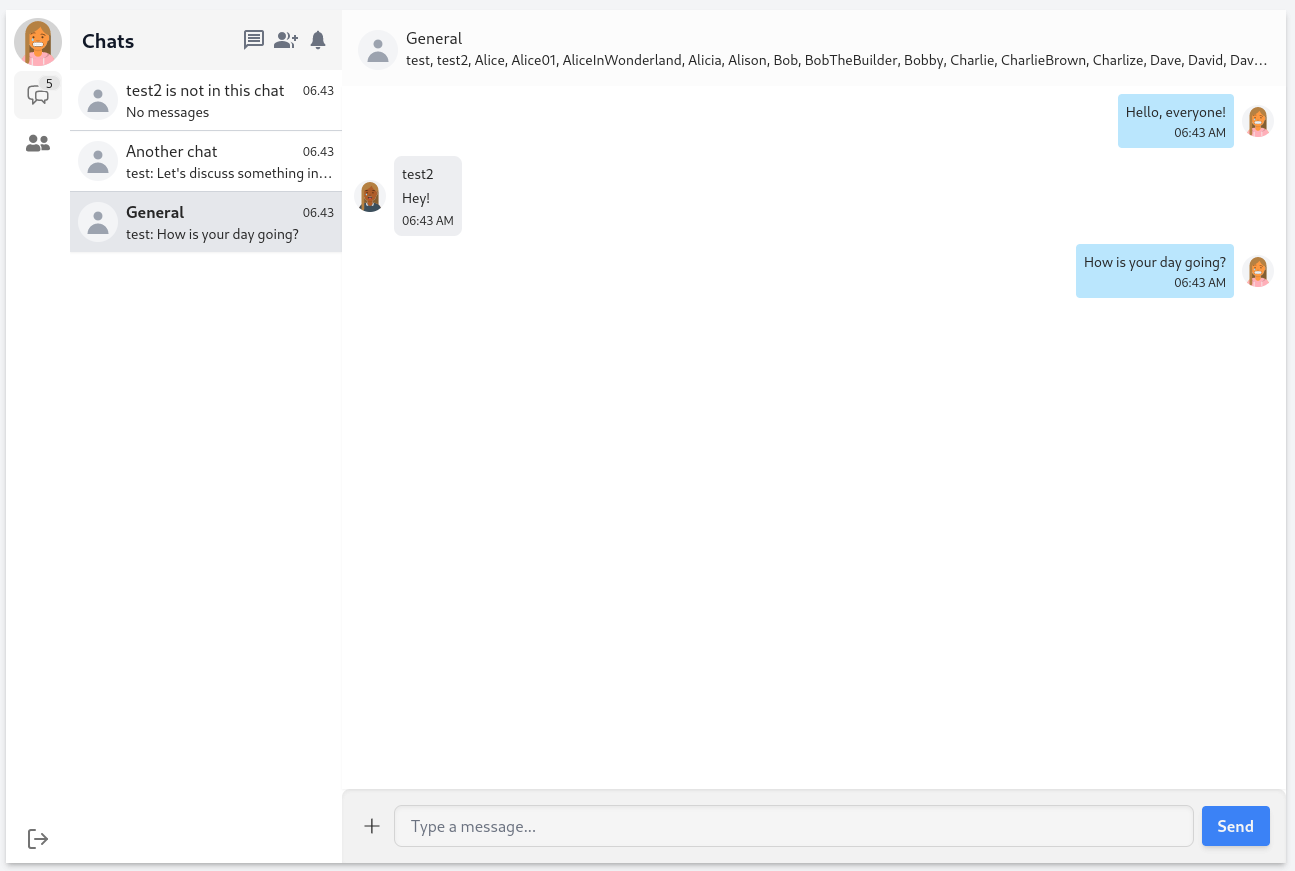 5
Chats
test2 is not in this chat 06.43
No messages
Another chat 06.43
test: Let's discuss something in...
General 06.43
test: How is your day going?
General
test, test2, Alice, Alice01, AliceInWonderland, Alicia, Alison, Bob, BobTheBuilder, Bobby, Charlie, CharlieBrown, Charlize, Dave, David, Dav...
Hello, everyone!
06:43 AM
test2
Hey!
06:43 AM
How is your day going?
06:43 AM
Type a message...
Send